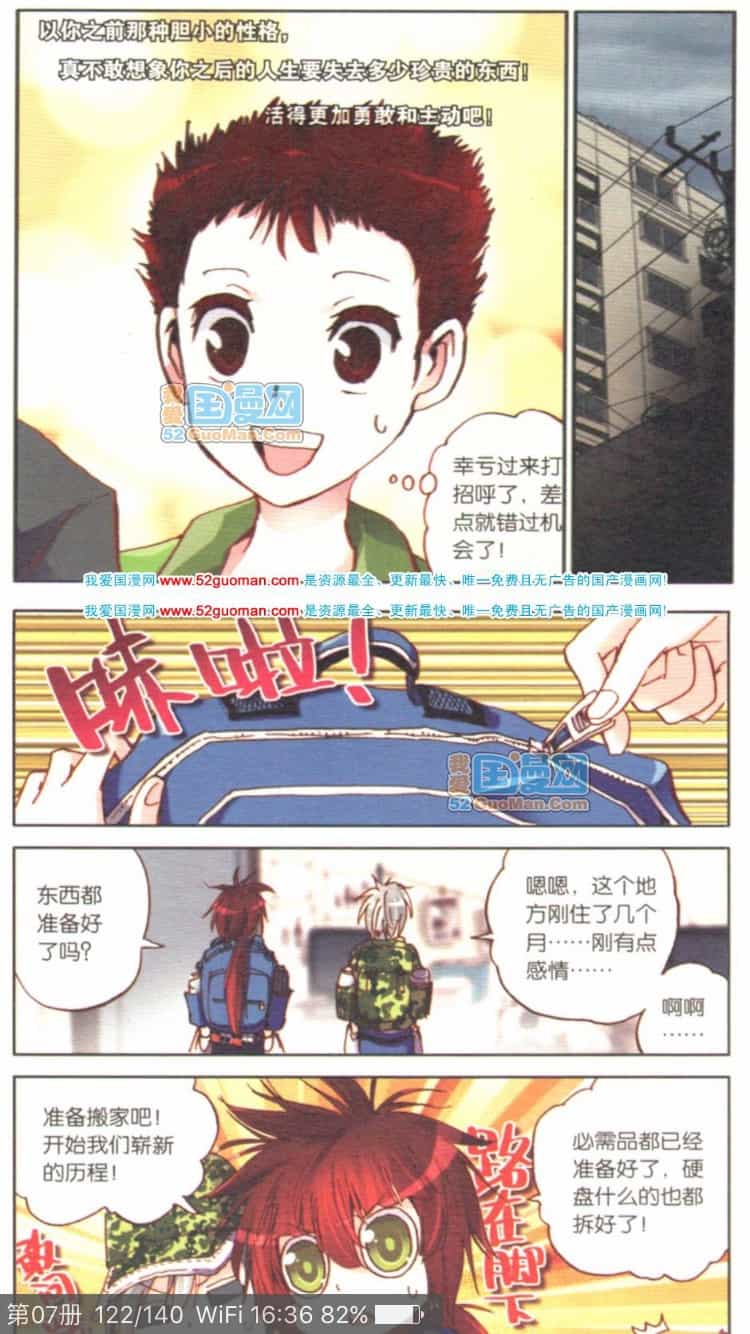 以你之前那种胆小的性格，
真不敢想象你之后的人生要失去多少珍贵的东西！
活得更加勇敢和主动吧！
我爱
国漫网
52 GuoMan.Com
幸亏过来打
招呼了，差
点就错过机
会了！
我爱国漫网 www.52guoman.com 是资源最全、更新最快、唯一免费且无广告的国产漫画网！
我爱国漫网 www.52guoman.com 是资源最全、更新最快、唯一免费且无广告的国产漫画网！
哧啦！
我爱
国漫网
52 GuoMan.Com
东西都
准备好
了吗？
嗯嗯，这个地
方刚住了几个
月……刚有点
感情……
啊啊
……
准备搬家吧！
开始我们崭新
的历程！
必需品都已经
准备好了，硬
盘什么的也都
拆好了！
路在脚下
第07册 122/140 WiFi 16:36 82%